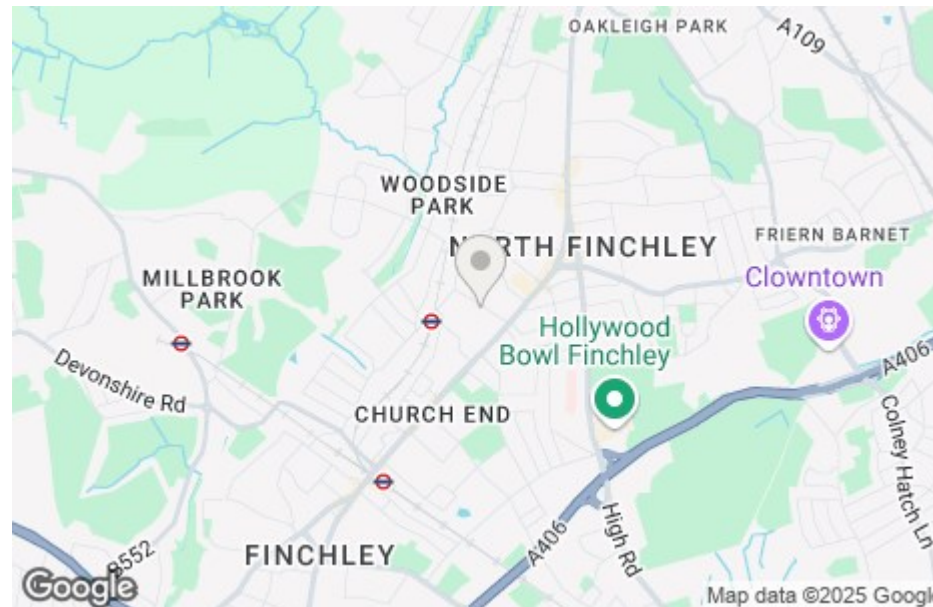 OAKLEIGH PARK
A109
WOODSIDE
PARK
NORTH FINCHLEY
FRIERN BARNET
Clowntown
MILLBROOK
PARK
Hollywood
Bowl Finchley
Devonshire Rd
A406
CHURCH END
Colney Hatch Ln
High Rd
A406
B552
FINCHLEY
Google
Map data ©2025 Google